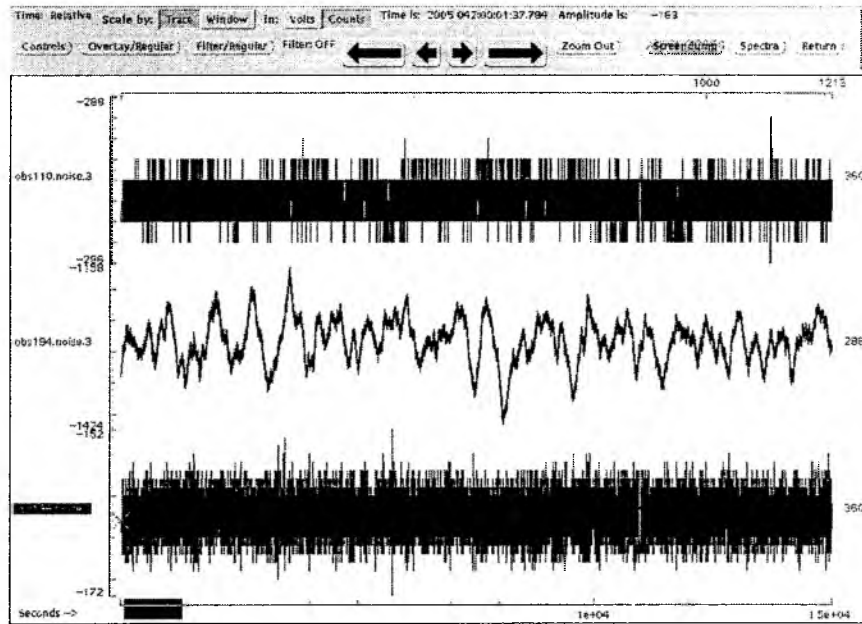 Time: Relative Scale by: Trace Window In: Volts Counts Time is: 2005 042:00:01:37.794 Amplitude is: -163
Controls Overlay/Regular Filter/Regular Filter: OFF Zoom Out Screendump Spectra Return
1000 1213
-288
obs110.noise.3 360
-296
-1158
obs194.noise.3 288
-1424
-152
360
-172
Seconds --> 1e+04 1.5e+04